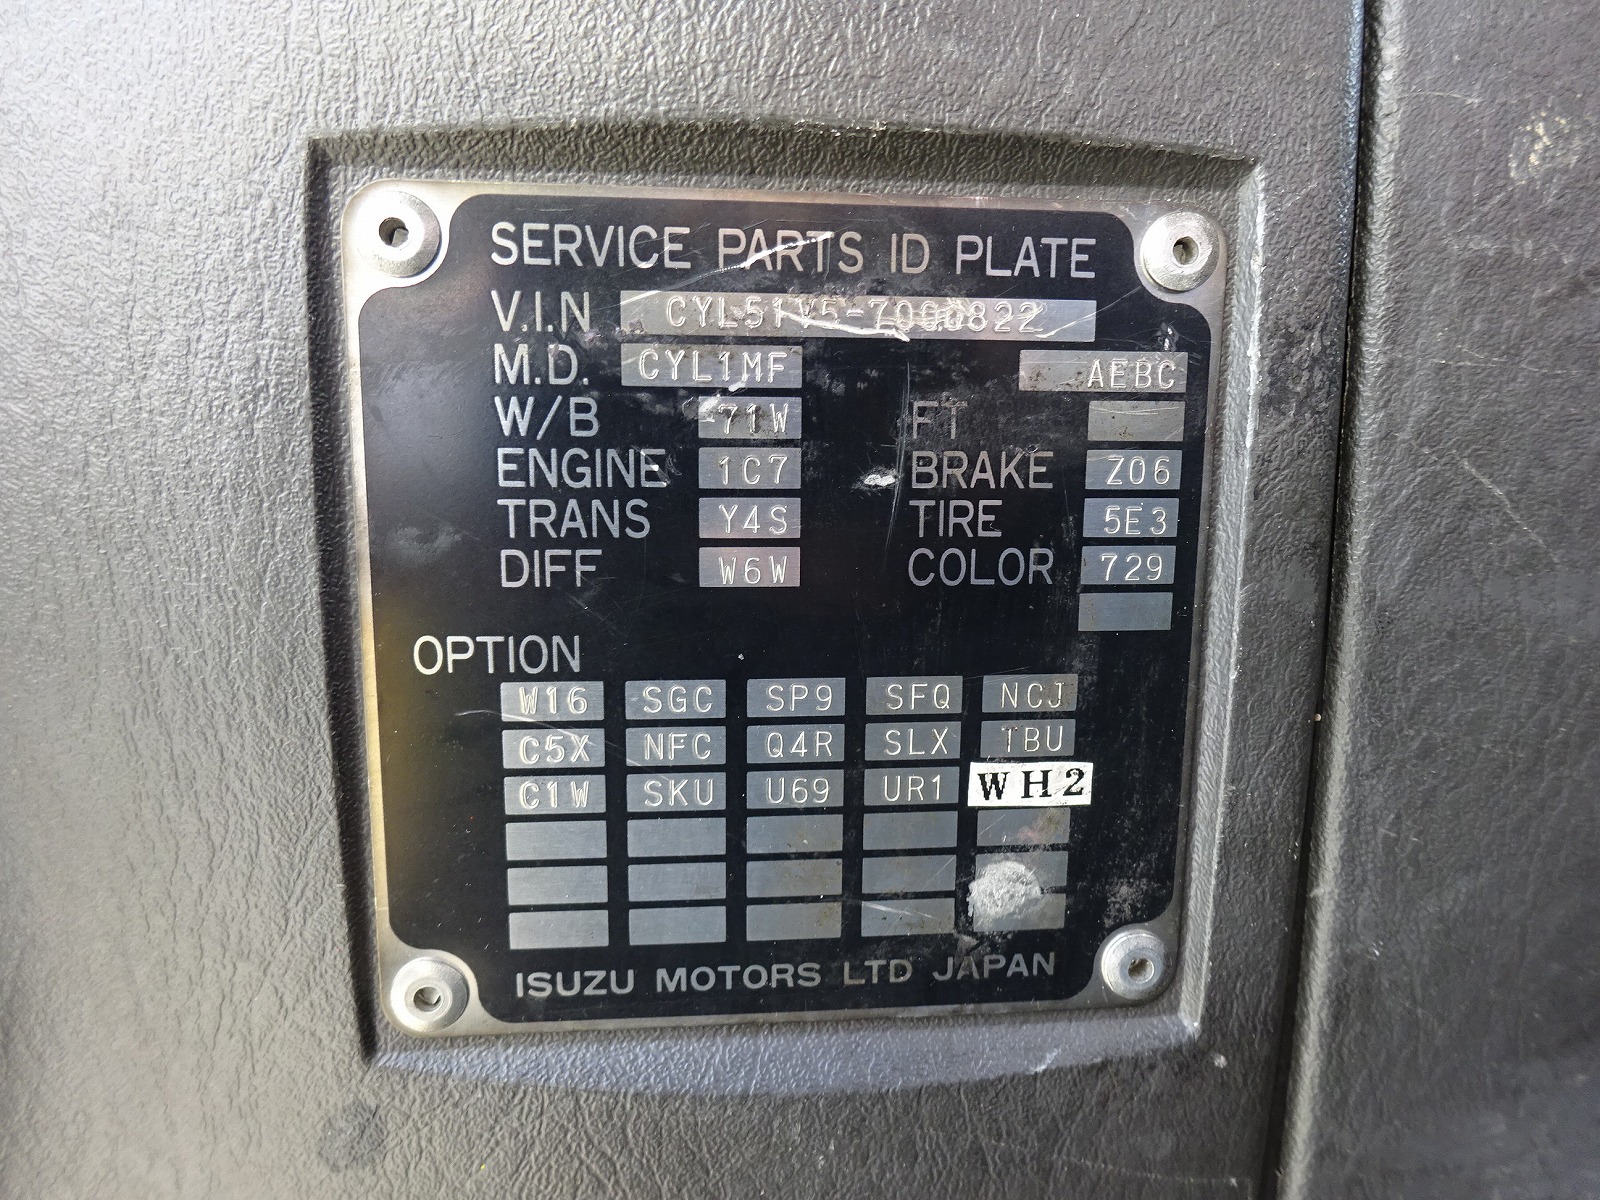 SERVICE PARTS ID PLATE
V.I.N CYL51V5-7000822
M.D. CYL1MF AEBC
W/B 71W FT
ENGINE 1C7 BRAKE Z06
TRANS Y4S TIRE 5E3
DIFF W6W COLOR 729
OPTION
W16 SGC SP9 SFQ NCJ
C5X NFC Q4R SLX TBU
C1W SKU U69 UR1 WH2
ISUZU MOTORS LTD JAPAN